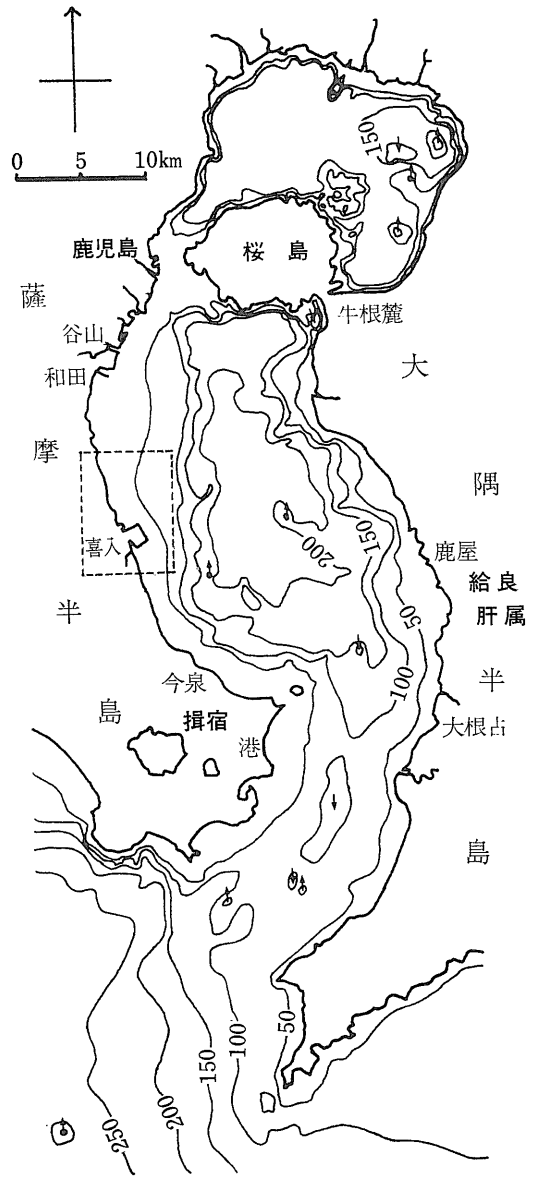 0 5 10km
150
鹿児島
桜 島
薩
牛根麓
谷山
大
和田
摩
隅
喜入
200
150
鹿屋
給良
肝属
50
半
100
半
今泉
島
揖宿
港
大根占
島
50
100
150
200
250